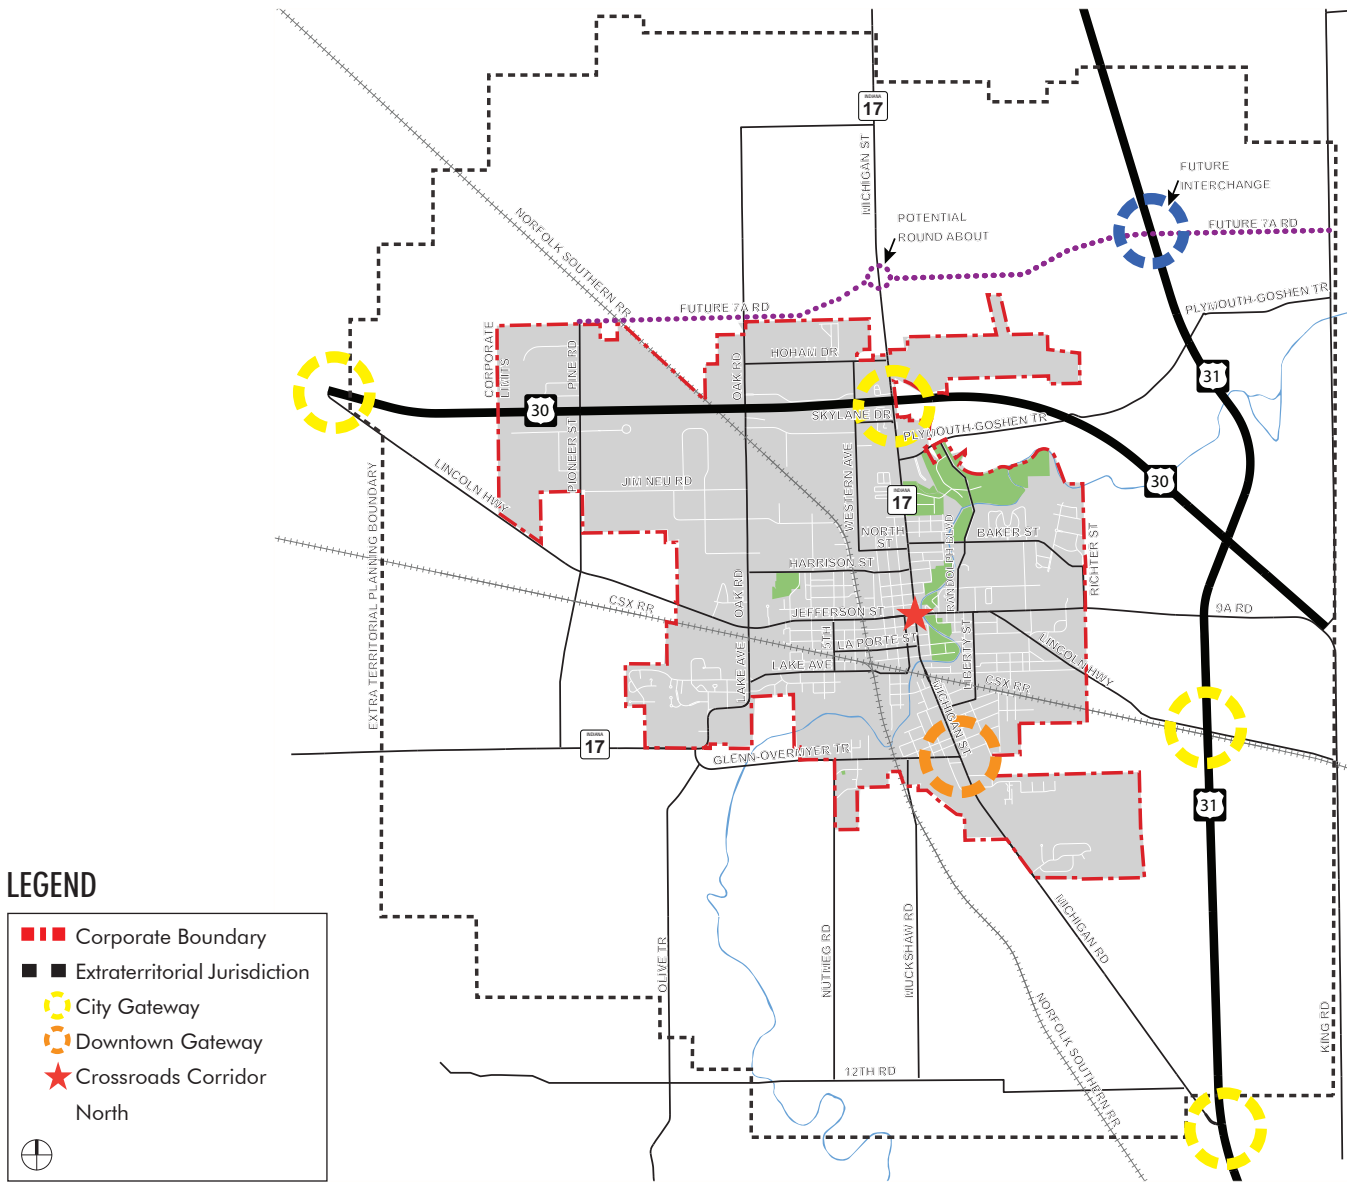 INDIANA
17
MICHIGAN ST
FUTURE
INTERCHANGE
POTENTIAL
ROUND ABOUT
FUTURE 7A RD
NORFOLK SOUTHERN RR
FUTURE 7A RD
PLYMOUTH-GOSHEN TR
CORPORATE
LIMITS
PINE RD
OAK RD
HOHAM DR
31
30
SKYLANE DR
PLYMOUTH-GOSHEN TR
PIONEER ST
LINCOLN HWY
JIM NEU RD
WESTERN AVE
30
INDIANA
17
EXTRA TERRITORIAL PLANNING BOUNDARY
NORTH
ST
RANDOLPH BLVD
BAKER ST
RICHTER ST
HARRISON ST
OAK RD
CSX RR
JEFFERSON ST
9A RD
5TH
LA PORTE ST
LIBERTY ST
LINCOLN HWY
LAKE AVE
LAKE AVE
CSX RR
MICHIGAN ST
INDIANA
17
GLENN-OVERMYER TR
31
MICHIGAN RD
OLIVE TR
NUTMEG RD
MUCKSHAW RD
NORFOLK SOUTHERN RR
KING RD
12TH RD
LEGEND
Corporate Boundary
Extraterritorial Jurisdiction
City Gateway
Downtown Gateway
Crossroads Corridor
North